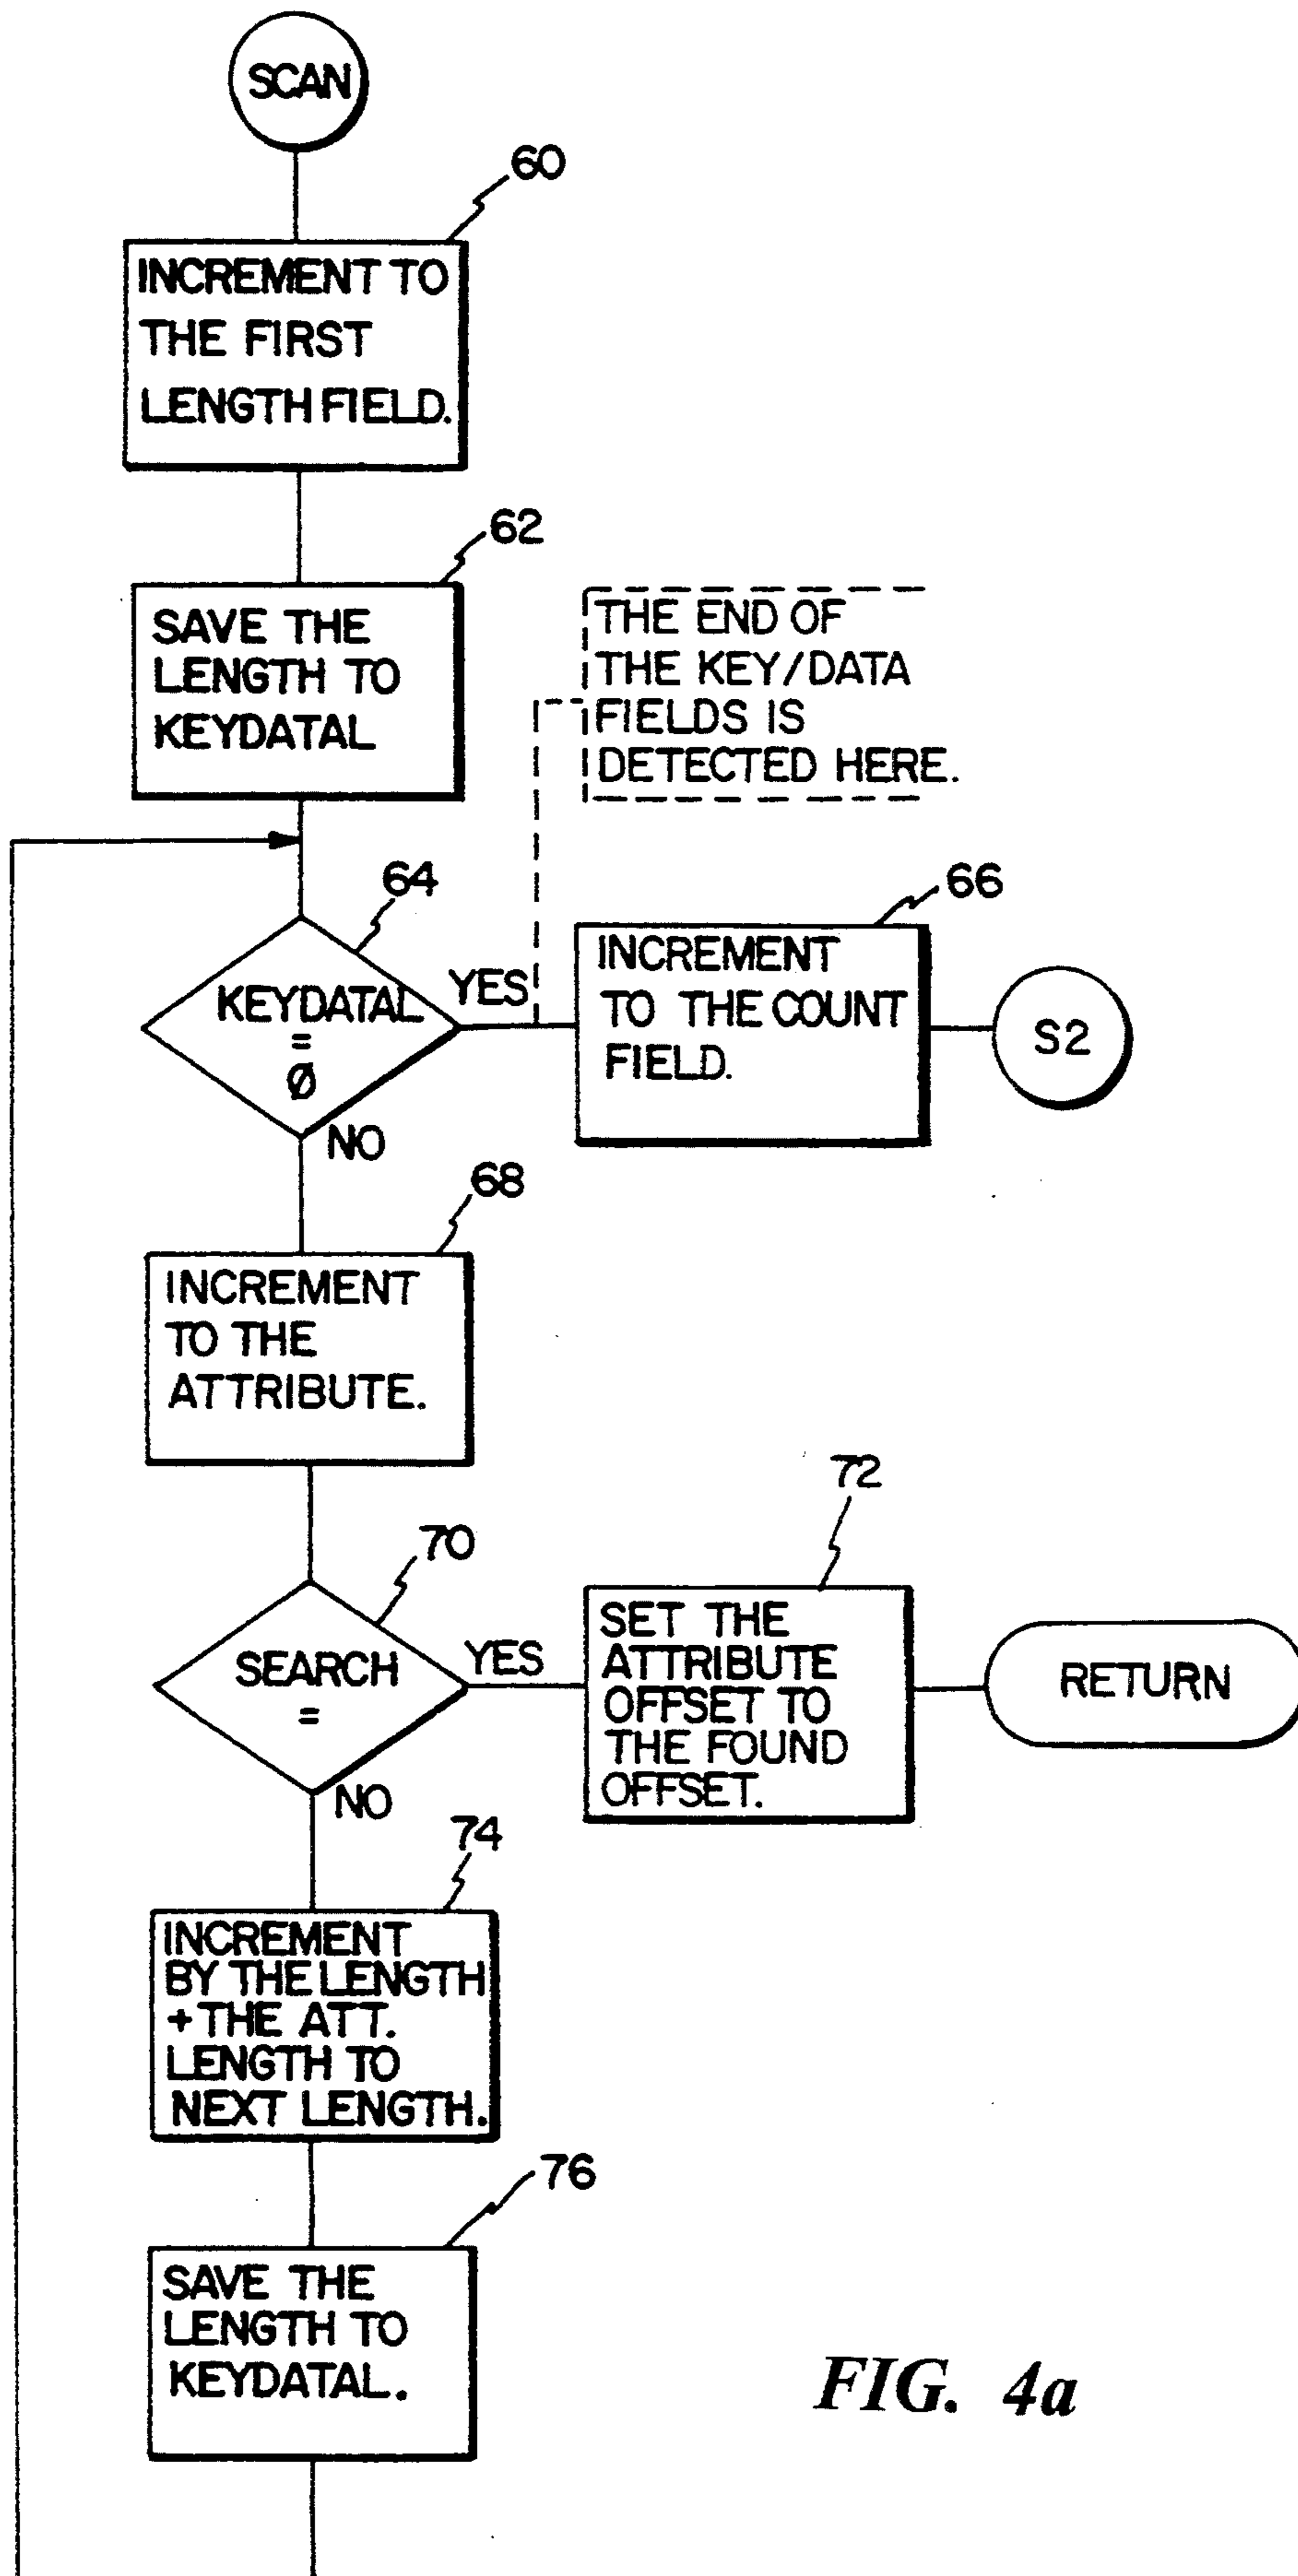 SCAN
60
INCREMENT TO
THE FIRST
LENGTH FIELD.
62
SAVE THE
LENGTH TO
KEYDATAL
THE END OF
THE KEY/DATA
FIELDS IS
DETECTED HERE.
64
KEYDATAL
=
Ø
YES
NO
66
INCREMENT
TO THE COUNT
FIELD.
S2
68
INCREMENT
TO THE
ATTRIBUTE.
70
SEARCH
=
YES
NO
72
SET THE
ATTRIBUTE
OFFSET TO
THE FOUND
OFFSET.
RETURN
74
INCREMENT
BY THE LENGTH
+ THE ATT.
LENGTH TO
NEXT LENGTH.
76
SAVE THE
LENGTH TO
KEYDATAL.
FIG. 4a